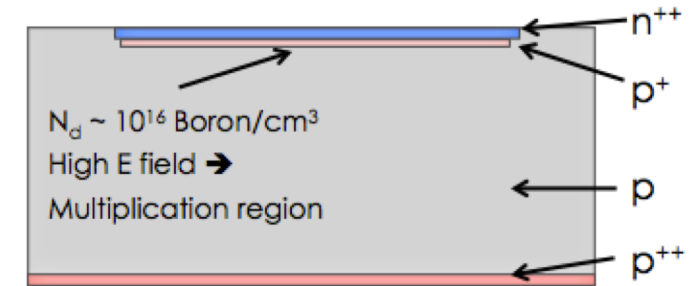 n⁺⁺
p⁺
N_d ~ 10¹⁶ Boron/cm³
High E field ➔
Multiplication region
p
p⁺⁺